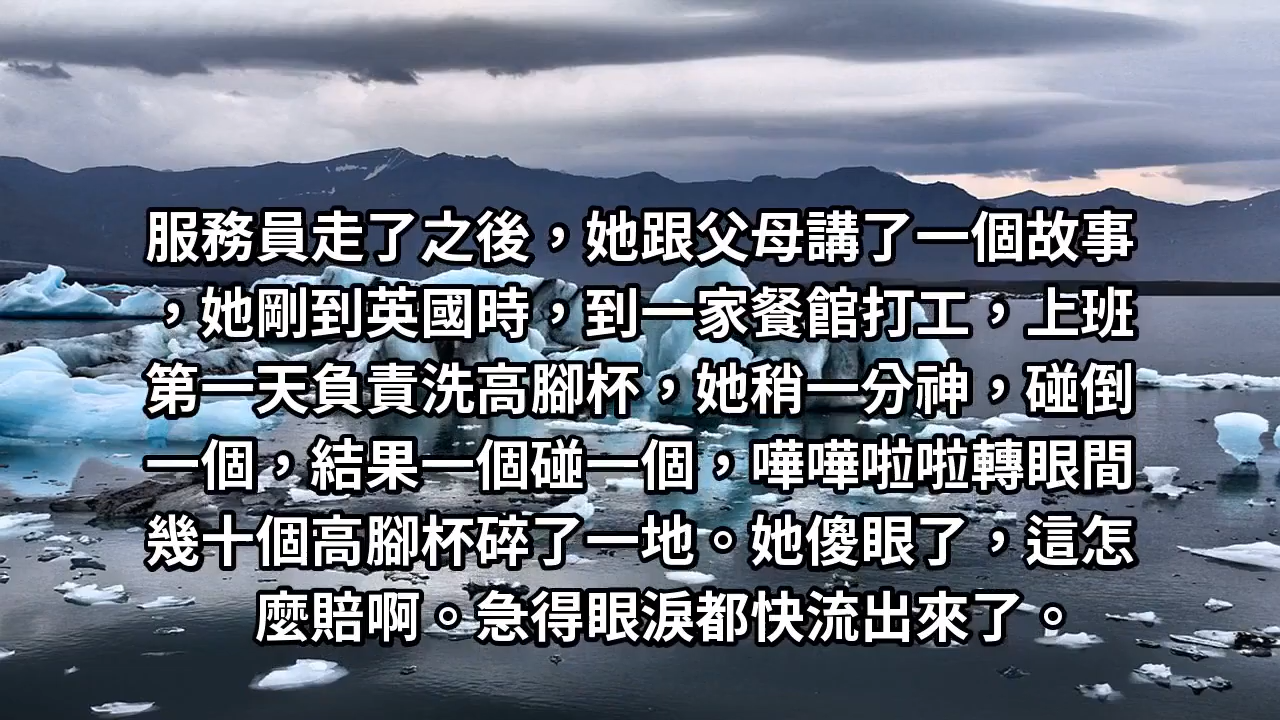 服務員走了之後，她跟父母講了一個故事
，她剛到英國時，到一家餐館打工，上班
第一天負責洗高腳杯，她稍一分神，碰倒
一個，結果一個碰一個，嘩嘩啦啦轉眼間
幾十個高腳杯碎了一地。她傻眼了，這怎
麼賠啊。急得眼淚都快流出來了。